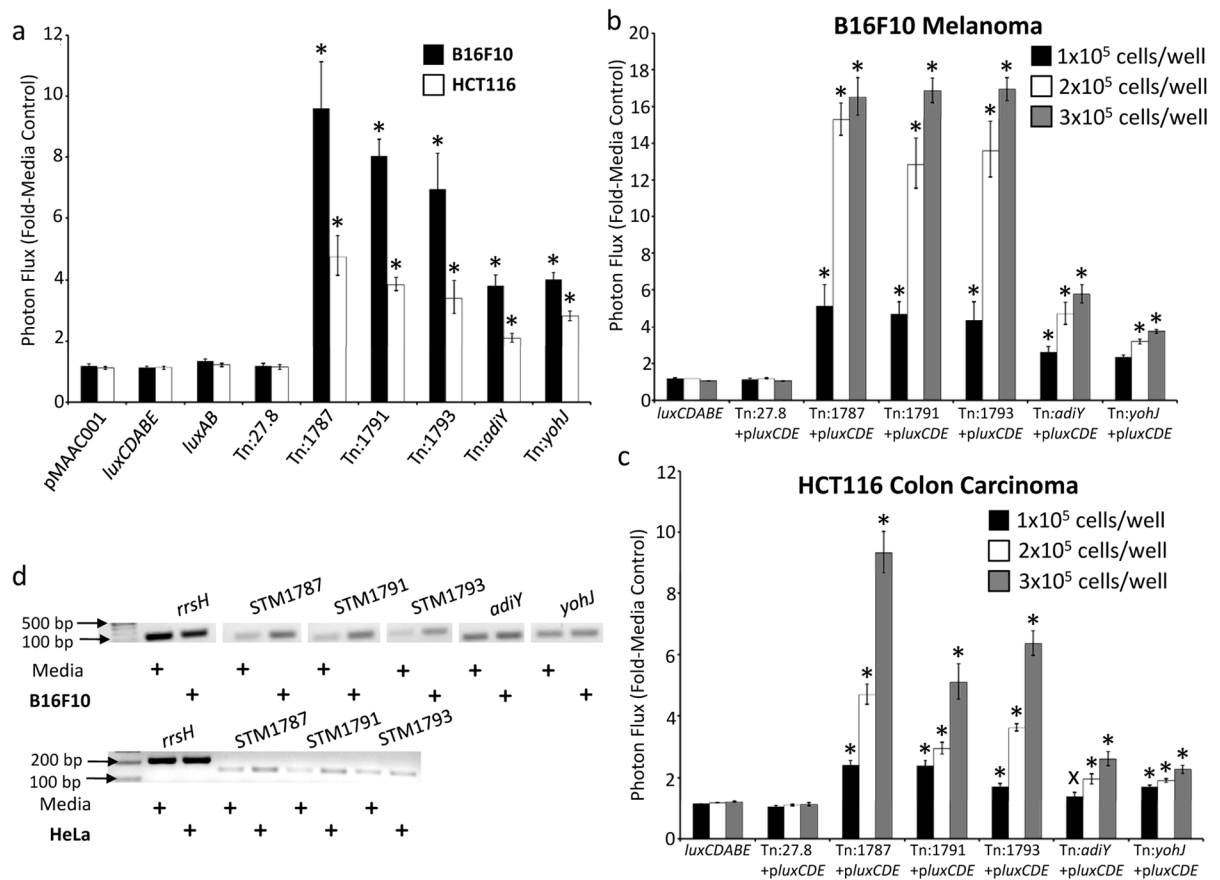 a
12
10
8
6
4
2
0
Photon Flux (Fold-Media Control)
B16F10
HCT116
* * * * * * * * * *
pMAAC001
luxCDABE
luxAB
Tn:27.8
Tn:1787
Tn:1791
Tn:1793
Tn:adiY
Tn:yohJ
b
B16F10 Melanoma
20
18
16
14
12
10
8
6
4
2
0
Photon Flux (Fold-Media Control)
1x10⁵ cells/well
2x10⁵ cells/well
3x10⁵ cells/well
* * * * * * * * * * * * * *
luxCDABE Tn:27.8 Tn:1787 Tn:1791 Tn:1793 Tn:adiY Tn:yohJ
+pluxCDE +pluxCDE +pluxCDE +pluxCDE +pluxCDE +pluxCDE
c
HCT116 Colon Carcinoma
12
10
8
6
4
2
0
Photon Flux (Fold-Media Control)
1x10⁵ cells/well
2x10⁵ cells/well
3x10⁵ cells/well
* * * * * * * * * X * * * * *
luxCDABE Tn:27.8 Tn:1787 Tn:1791 Tn:1793 Tn:adiY Tn:yohJ
+pluxCDE +pluxCDE +pluxCDE +pluxCDE +pluxCDE +pluxCDE
d
rrsH STM1787 STM1791 STM1793 adiY yohJ
500 bp
100 bp
Media + + + + + +
B16F10 + + + + + +
rrsH STM1787 STM1791 STM1793
200 bp
100 bp
Media + + + +
HeLa + + + +